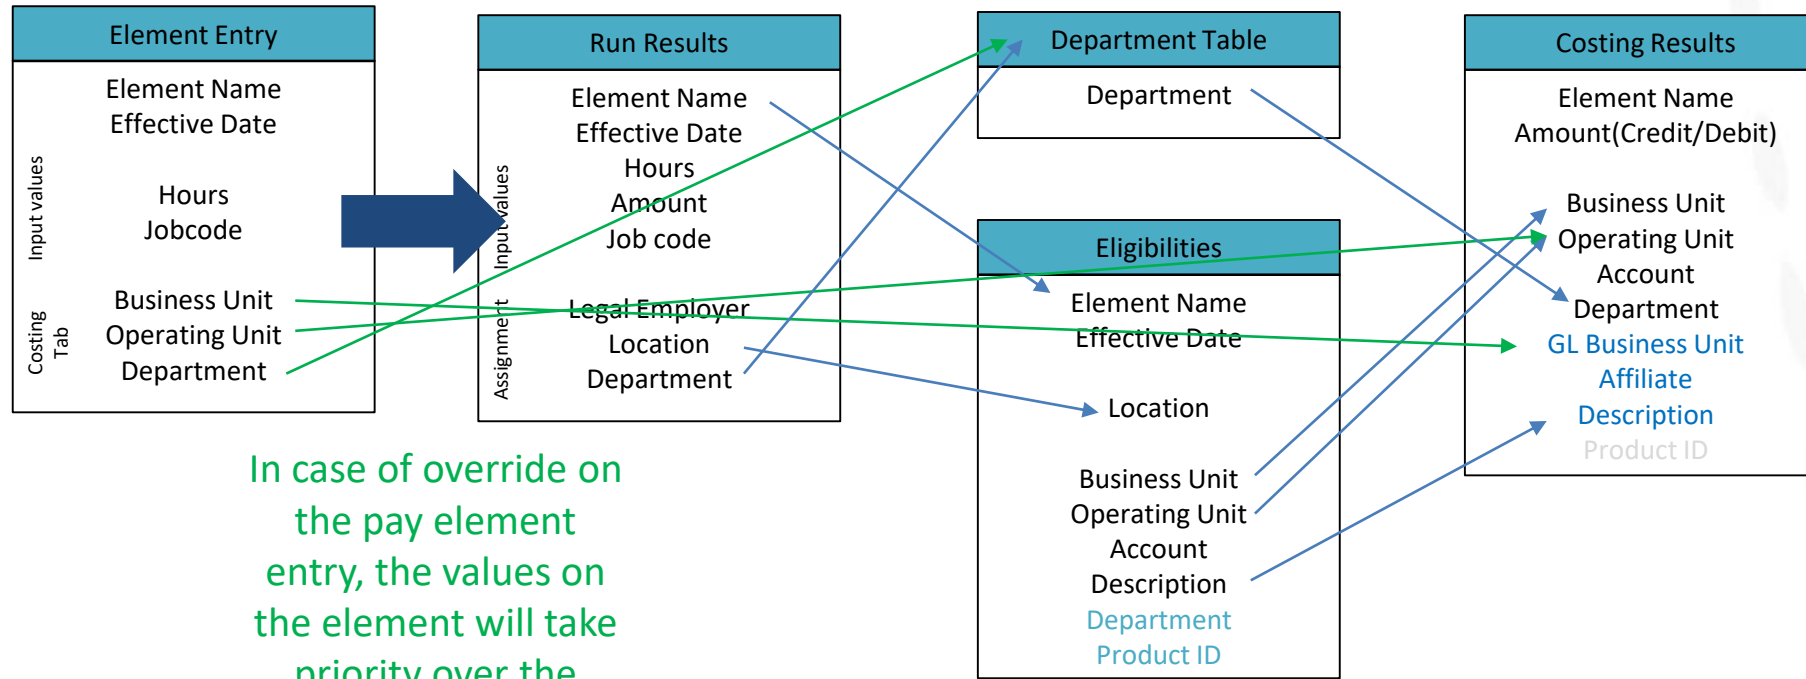 Element Entry
Element Name
Effective Date
Input values
Hours
Jobcode
Costing
Tab
Business Unit
Operating Unit
Department
Run Results
Element Name
Effective Date
Hours
Amount
Job code
Input values
Assignment
Legal Employer
Location
Department
Department Table
Department
Eligibilities
Element Name
Effective Date
Location
Business Unit
Operating Unit
Account
Description
Department
Product ID
Costing Results
Element Name
Amount(Credit/Debit)
Business Unit
Operating Unit
Account
Department
GL Business Unit
Affiliate
Description
Product ID
In case of override on
the pay element
entry, the values on
the element will take
priority over the